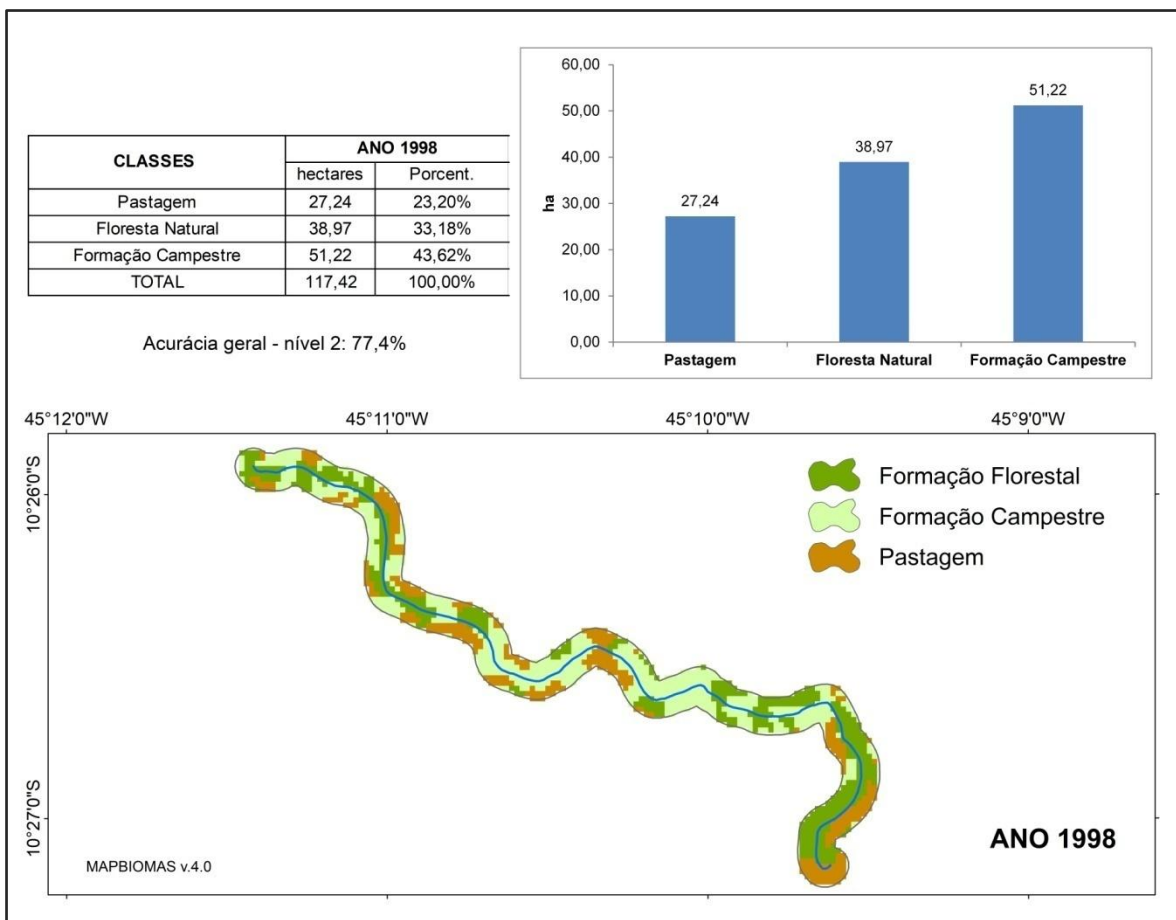 CLASSES
ANO 1998
hectares Porcent.
Pastagem 27,24 23,20%
Floresta Natural 38,97 33,18%
Formação Campestre 51,22 43,62%
TOTAL 117,42 100,00%
Acurácia geral - nível 2: 77,4%
60,00
50,00
40,00
30,00
20,00
10,00
0,00
ha
27,24
38,97
51,22
Pastagem Floresta Natural Formação Campestre
45°12'0"W 45°11'0"W 45°10'0"W 45°9'0"W
10°26'0"S
10°27'0"S
Formação Florestal
Formação Campestre
Pastagem
ANO 1998
MAPBIOMAS v.4.0